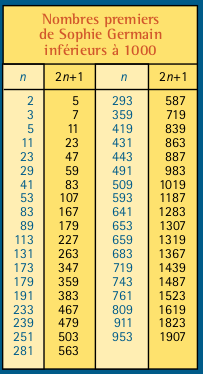 Nombres premiers
de Sophie Germain
inférieurs à 1000
n 2n+1 n 2n+1
2 5 293 587
3 7 359 719
5 11 419 839
11 23 431 863
23 47 443 887
29 59 491 983
41 83 509 1019
53 107 593 1187
83 167 641 1283
89 179 653 1307
113 227 659 1319
131 263 683 1367
173 347 719 1439
179 359 743 1487
191 383 761 1523
233 467 809 1619
239 479 911 1823
251 503 953 1907
281 563